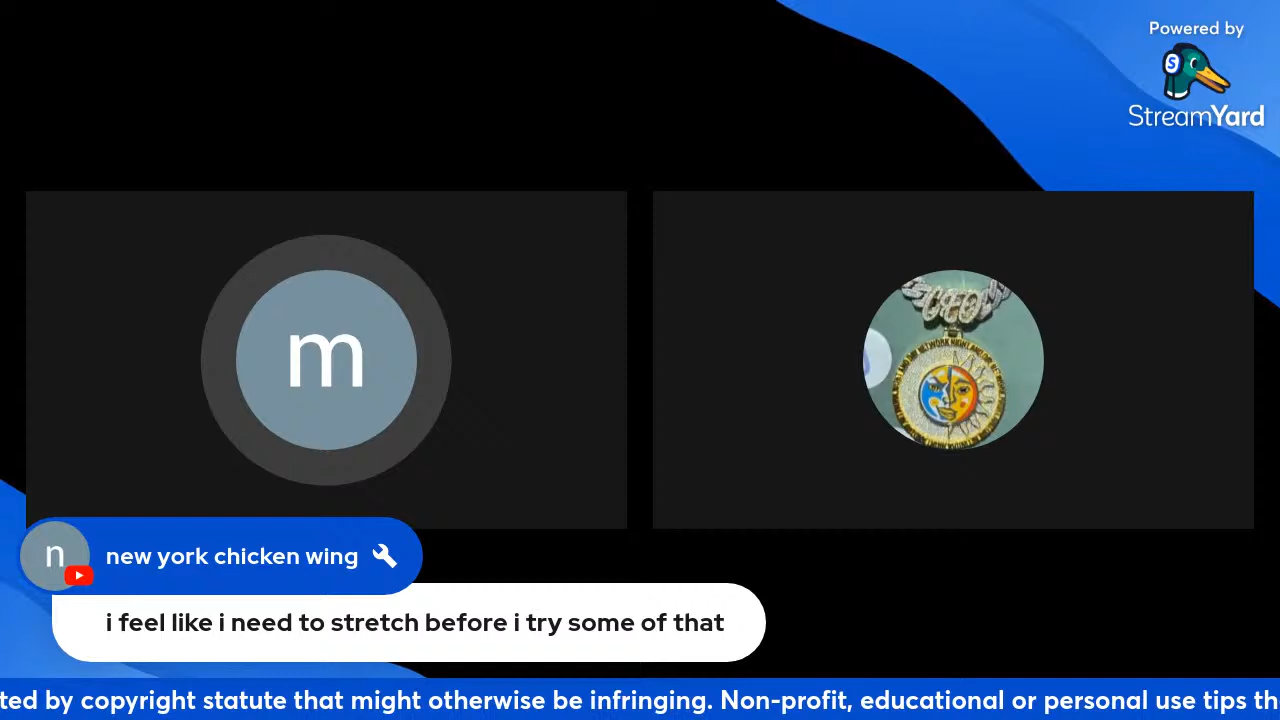 Powered by
S
StreamYard
m
CEO
n
new york chicken wing
i feel like i need to stretch before i try some of that
ted by copyright statute that might otherwise be infringing. Non-profit, educational or personal use tips th